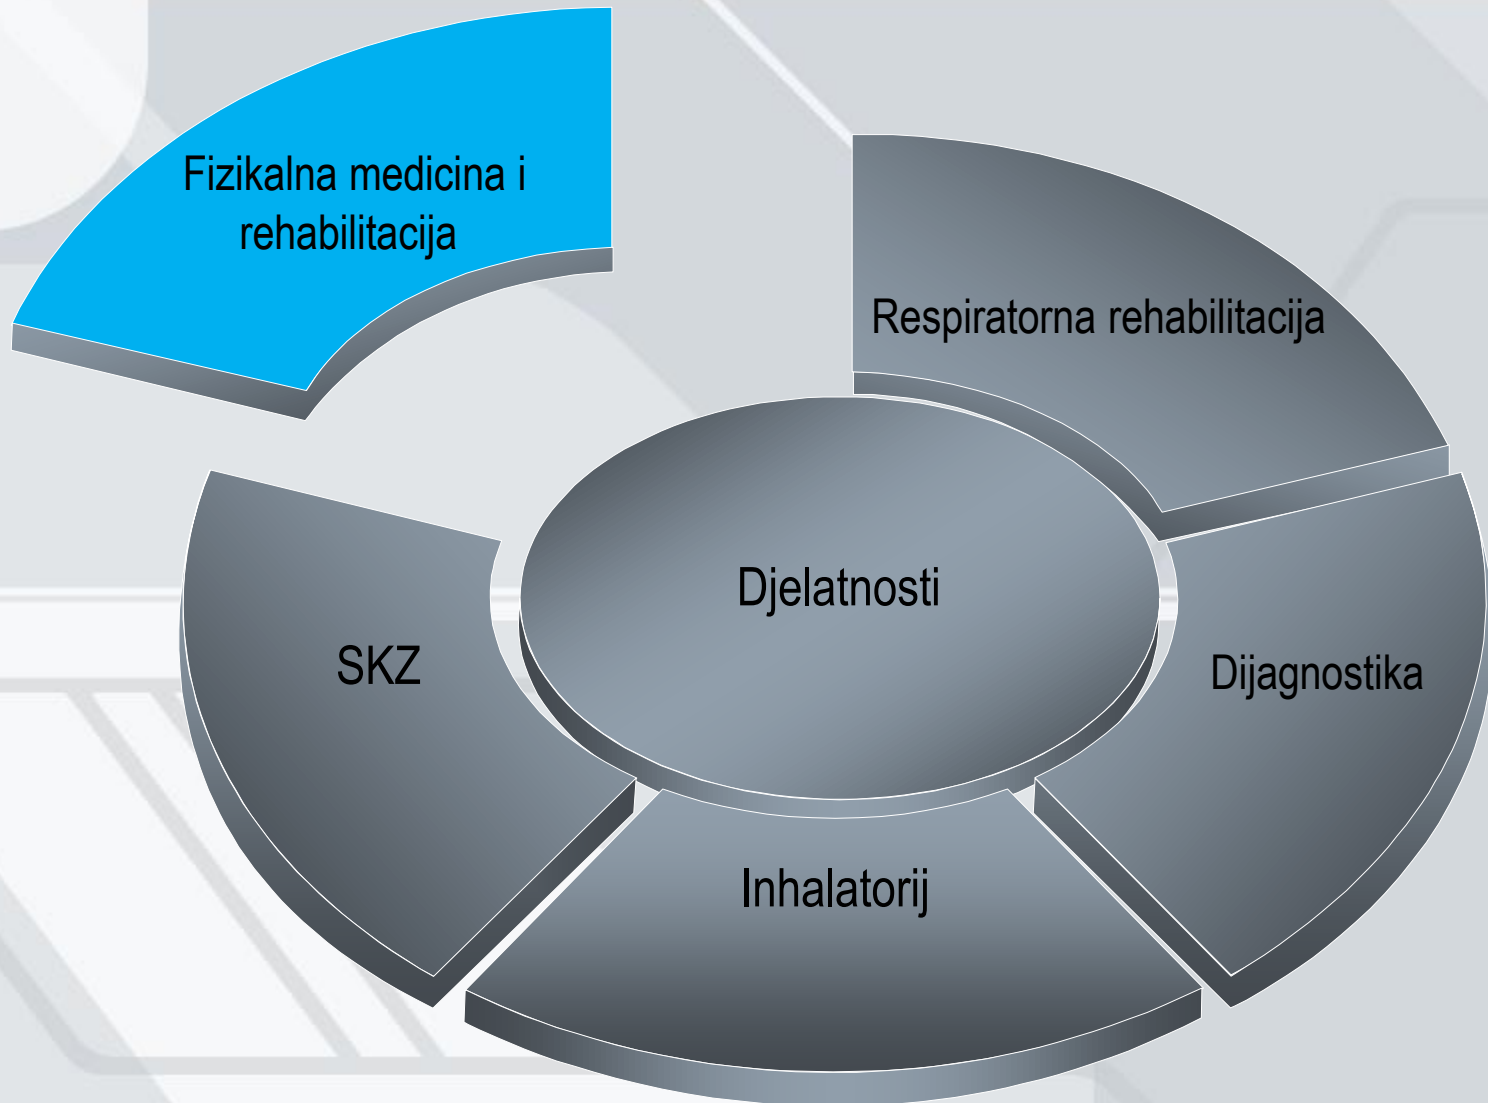 Fizikalna medicina i
rehabilitacija
Respiratorna rehabilitacija
Djelatnosti
SKZ
Dijagnostika
Inhalatorij